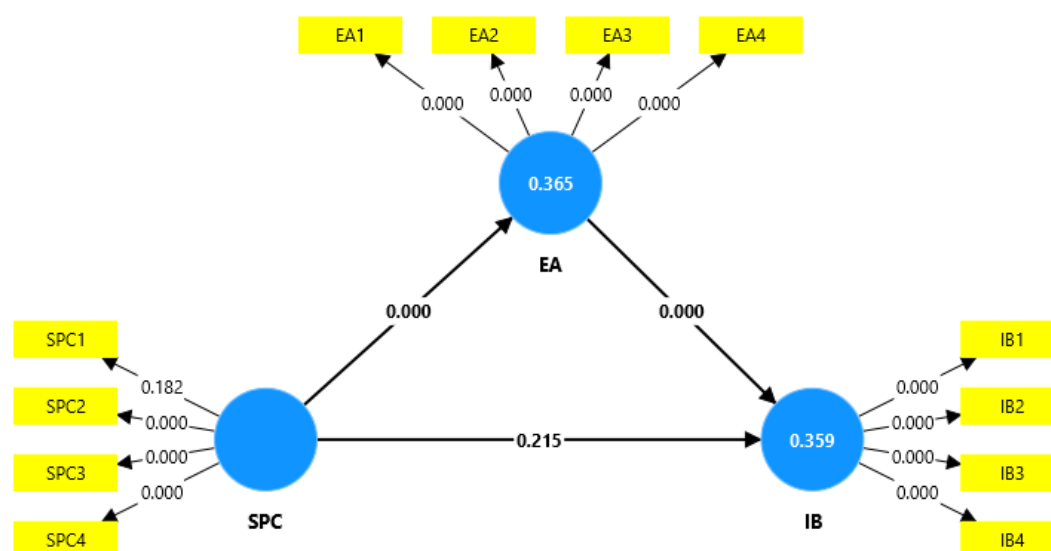 EA1 EA2 EA3 EA4
0.000 0.000 0.000 0.000
0.365
EA
0.000 0.000
SPC1 IB1
0.182 0.000
SPC2 IB2
0.000 0.000
0.215 0.359
0.000 0.000
SPC3 IB3
0.000 0.000
SPC IB
SPC4 IB4